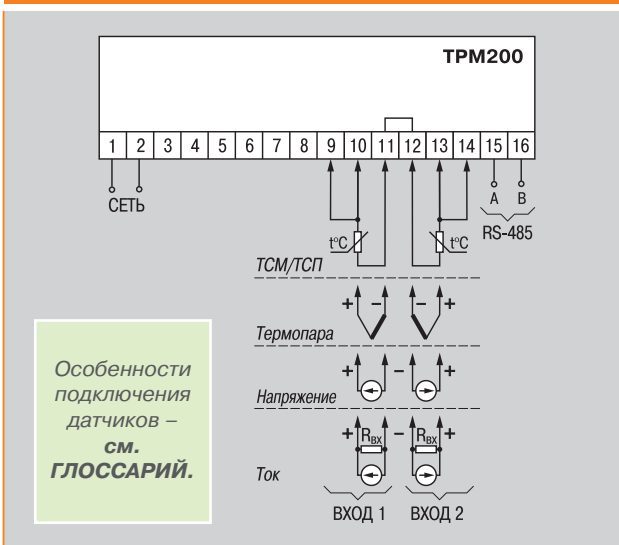 ТРМ200
1 2 3 4 5 6 7 8 9 10 11 12 13 14 15 16
СЕТЬ
A B
RS-485
t°C t°C
ТСМ/ТСП
+ – – +
Термопара
+ – +
Напряжение
+ Rвх – Rвх +
Ток
ВХОД 1 ВХОД 2
Особенности
подключения
датчиков –
см.
ГЛОССАРИЙ.